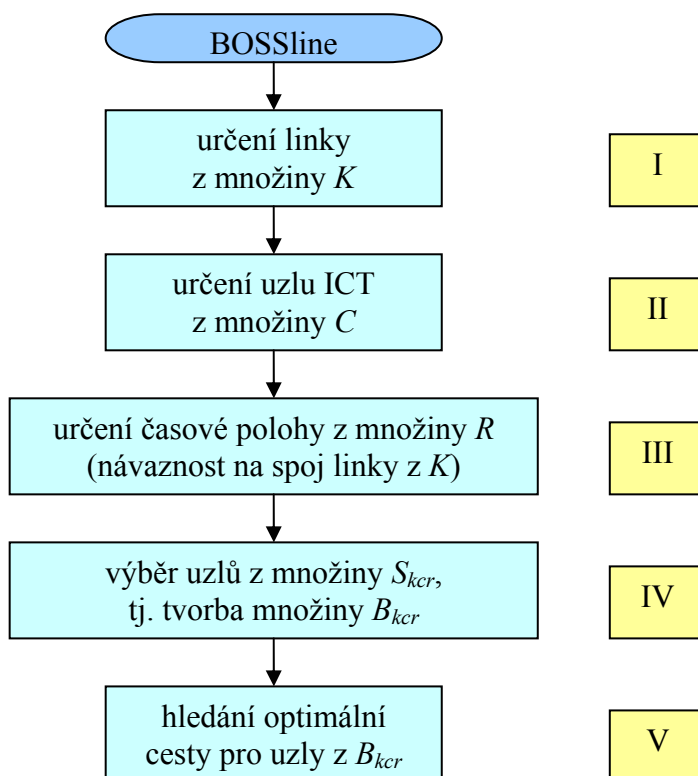 BOSSline
určení linky
z množiny K
I
určení uzlu ICT
z množiny C
II
určení časové polohy z množiny R
(návaznost na spoj linky z K)
III
výběr uzlů z množiny Skcr,
tj. tvorba množiny Bkcr
IV
hledání optimální
cesty pro uzly z Bkcr
V